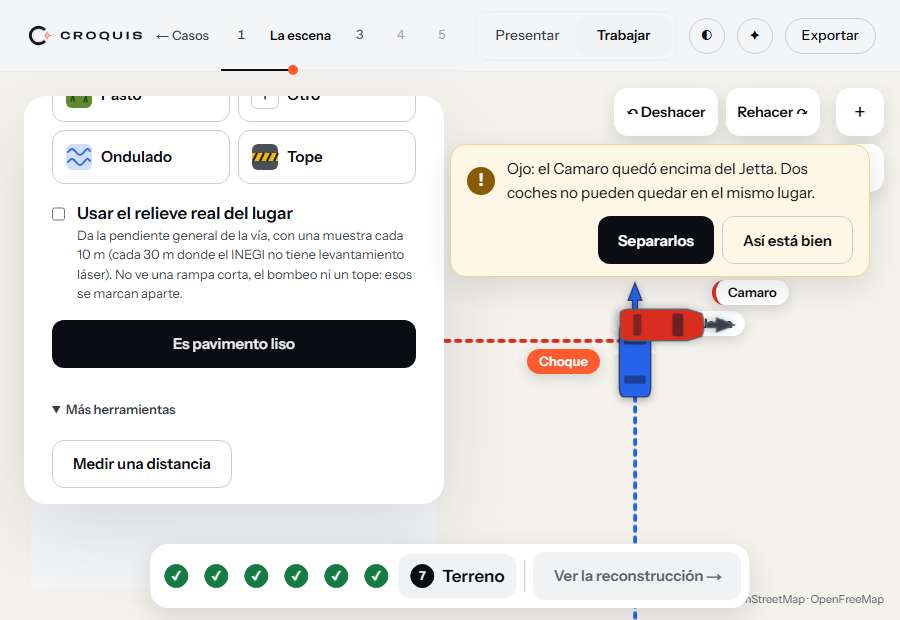 CROQUIS
← Casos
1
La escena
3
4
5
Presentar
Trabajar
Exportar
Pasto
Otro
Deshacer
Rehacer
+
Ondulado
Tope
Ojo: el Camaro quedó encima del Jetta. Dos
coches no pueden quedar en el mismo lugar.
Separarlos
Así está bien
Usar el relieve real del lugar
Da la pendiente general de la vía, con una muestra cada
10 m (cada 30 m donde el INEGI no tiene levantamiento
láser). No ve una rampa corta, el bombeo ni un tope: esos
se marcan aparte.
Es pavimento liso
Camaro
Choque
Más herramientas
Medir una distancia
7 Terreno
Ver la reconstrucción →
nStreetMap · OpenFreeMap